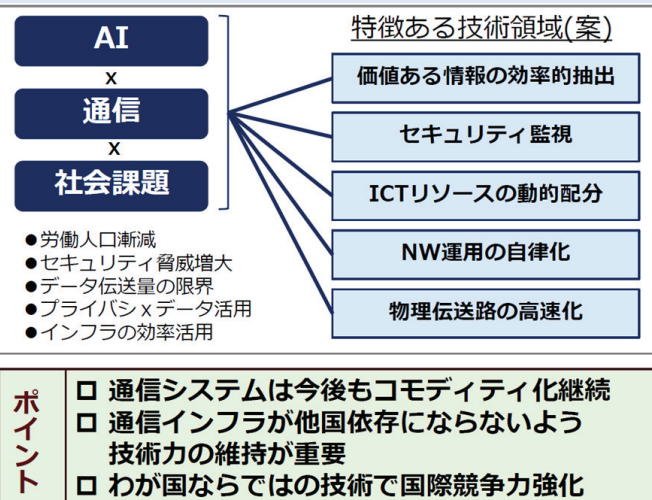 AI
x
通信
x
社会課題
●労働人口漸減
●セキュリティ脅威増大
●データ伝送量の限界
●プライバシxデータ活用
●インフラの効率活用
特徴ある技術領域(案)
価値ある情報の効率的抽出
セキュリティ監視
ICTリソースの動的配分
NW運用の自律化
物理伝送路の高速化
ポイント
□ 通信システムは今後もコモディティ化継続
□ 通信インフラが他国依存にならないよう
技術力の維持が重要
□ わが国ならではの技術で国際競争力強化